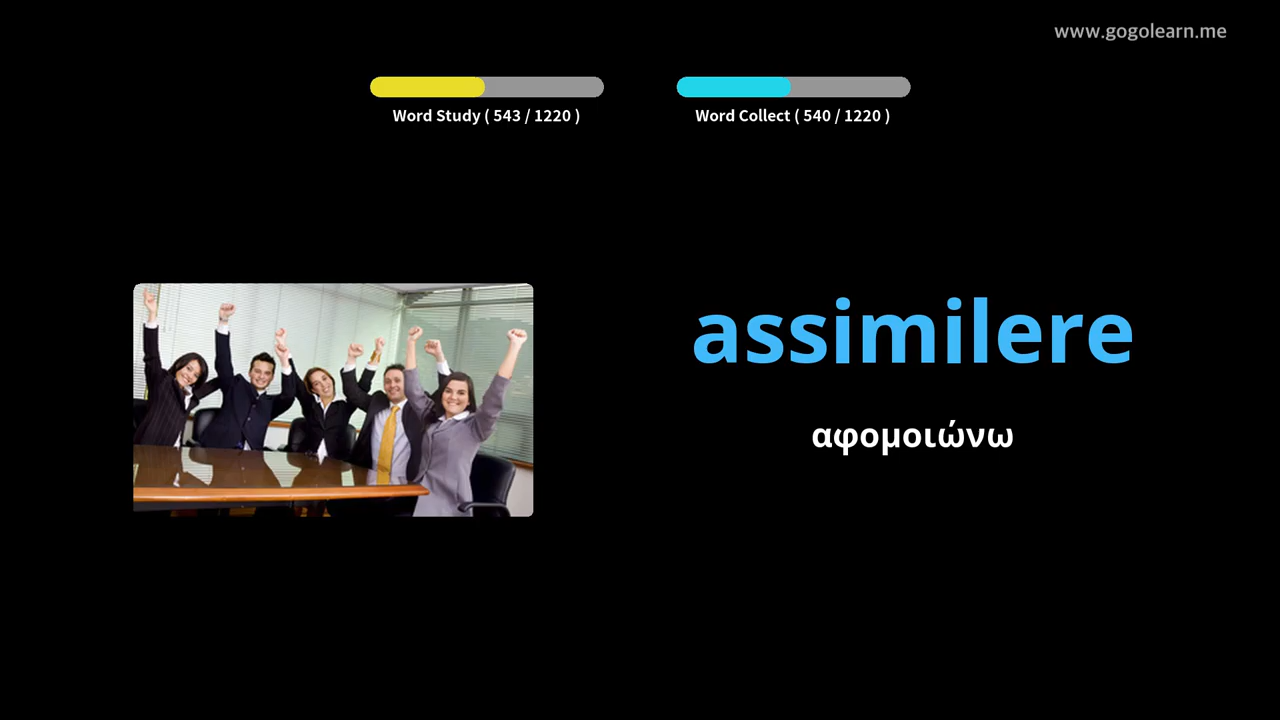 www.gogolearn.me
Word Study ( 543 / 1220 )
Word Collect ( 540 / 1220 )
assimilere
αφομοιώνω